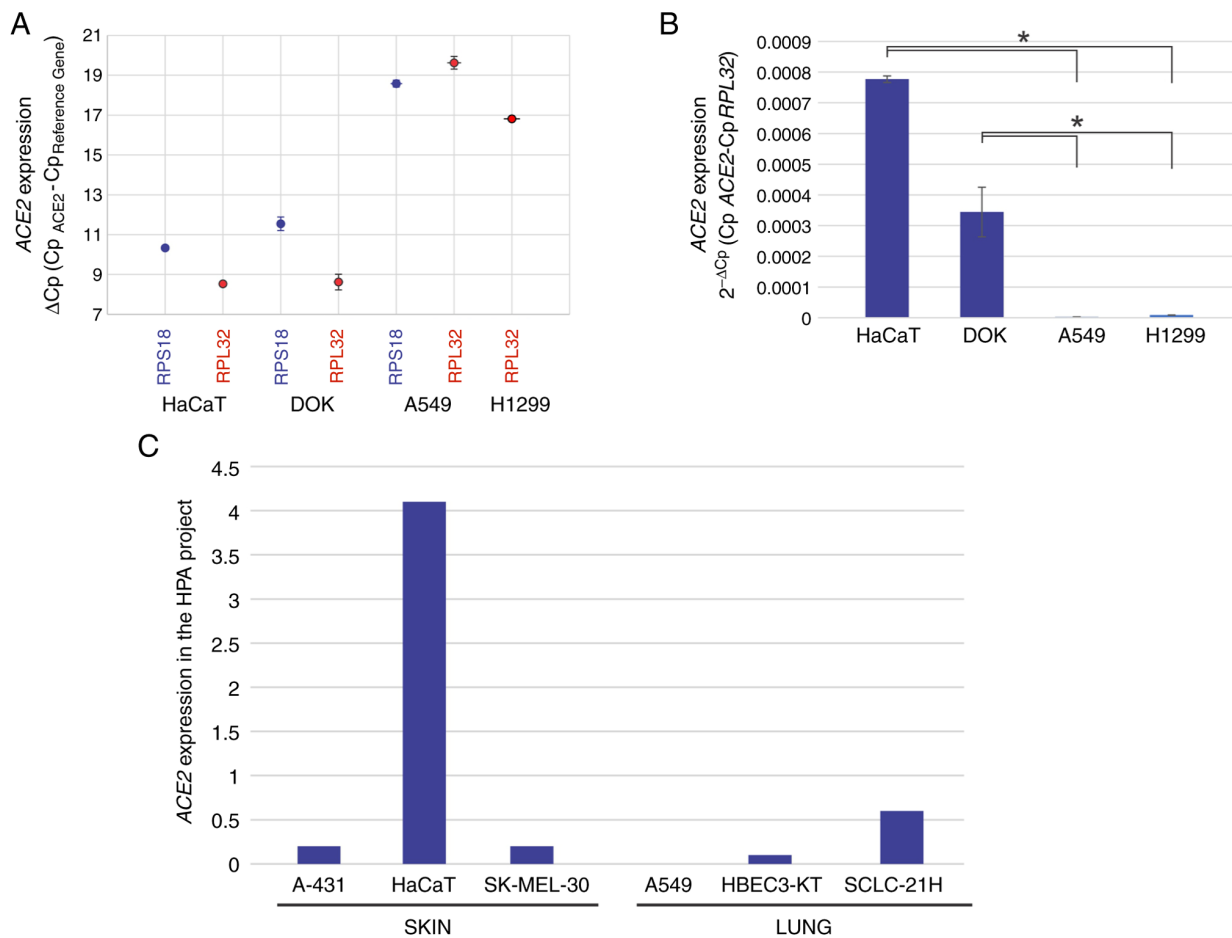 A
ACE2 expression
ΔCp (Cp ACE2 - Cp Reference Gene)
21
19
17
15
13
11
9
7
RPS18
RPL32
RPS18
RPL32
RPS18
RPL32
RPL32
HaCaT
DOK
A549
H1299
B
ACE2 expression
2^−ΔCp (Cp ACE2-Cp RPL32)
0.0009
0.0008
0.0007
0.0006
0.0005
0.0004
0.0003
0.0002
0.0001
0
*
*
HaCaT
DOK
A549
H1299
C
ACE2 expression in the HPA project
4.5
4
3.5
3
2.5
2
1.5
1
0.5
0
A-431
HaCaT
SK-MEL-30
A549
HBEC3-KT
SCLC-21H
SKIN
LUNG